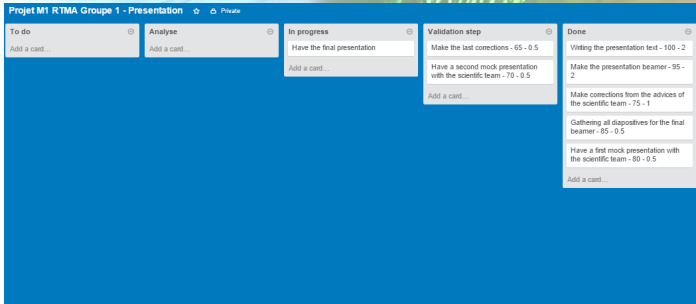 Projet M1 RTMA Groupe 1 - Presentation Private
To do
Add a card...
Analyse
Add a card...
In progress
Have the final presentation
Add a card...
Validation step
Make the last corrections - 65 - 0.5
Have a second mock presentation
with the scientifc team - 70 - 0.5
Add a card...
Done
Writing the presentation text - 100 - 2
Make the presentation beamer - 95 -
2
Make corrections from the advices of
the scientific team - 75 - 1
Gathering all diapositives for the final
beamer - 85 - 0.5
Have a first mock presentation with
the scientific team - 80 - 0.5
Add a card...